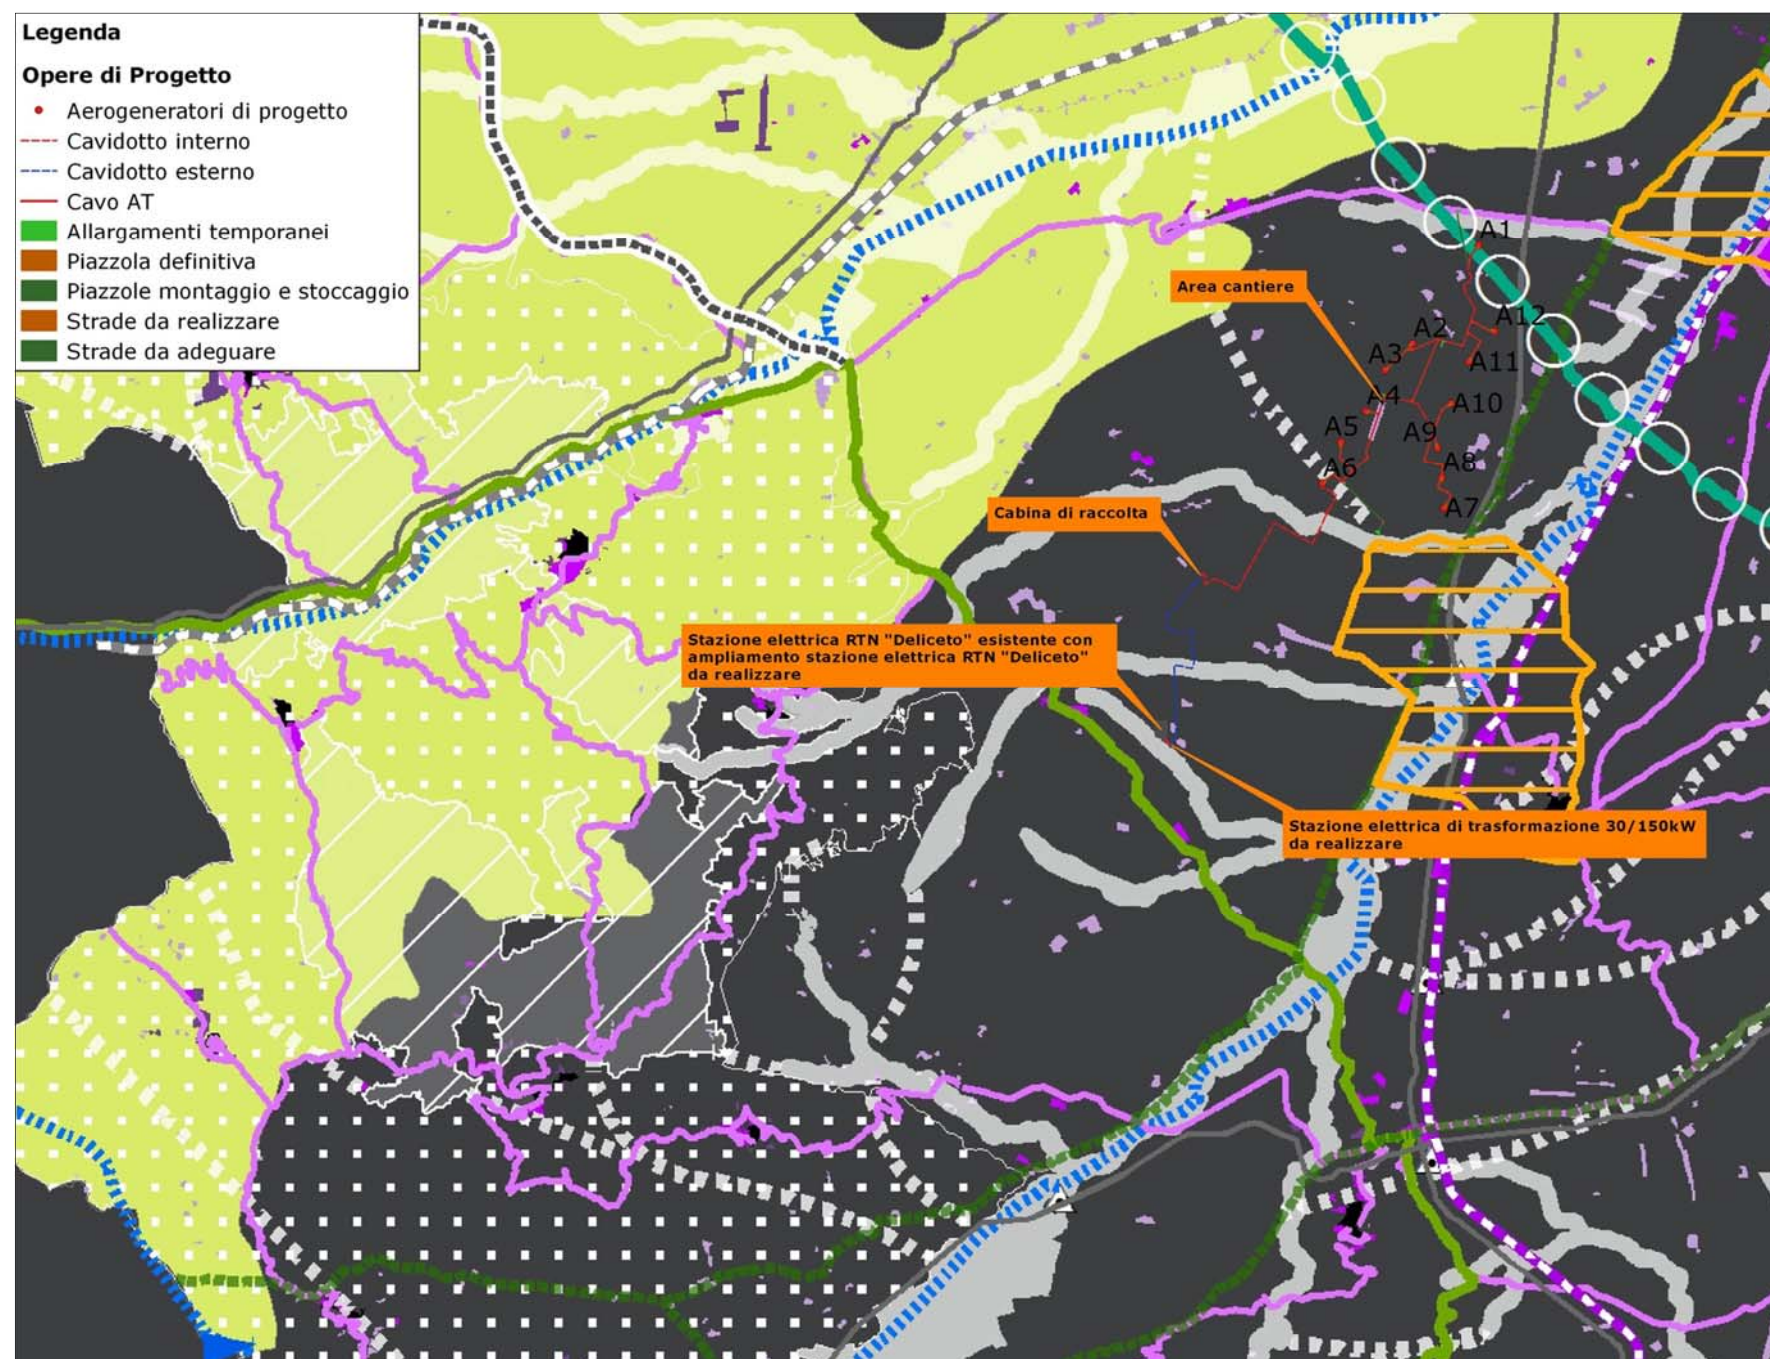 Legenda
Opere di Progetto
Aerogeneratori di progetto
Cavidotto interno
Cavidotto esterno
Cavo AT
Allargamenti temporanei
Piazzola definitiva
Piazzole montaggio e stoccaggio
Strade da realizzare
Strade da adeguare
A1
Area cantiere
A12
A2
A3
A11
A4
A10
A5
A9
A6
A8
A7
Cabina di raccolta
Stazione elettrica RTN "Deliceto" esistente con
ampliamento stazione elettrica RTN "Deliceto"
da realizzare
Stazione elettrica di trasformazione 30/150kW
da realizzare